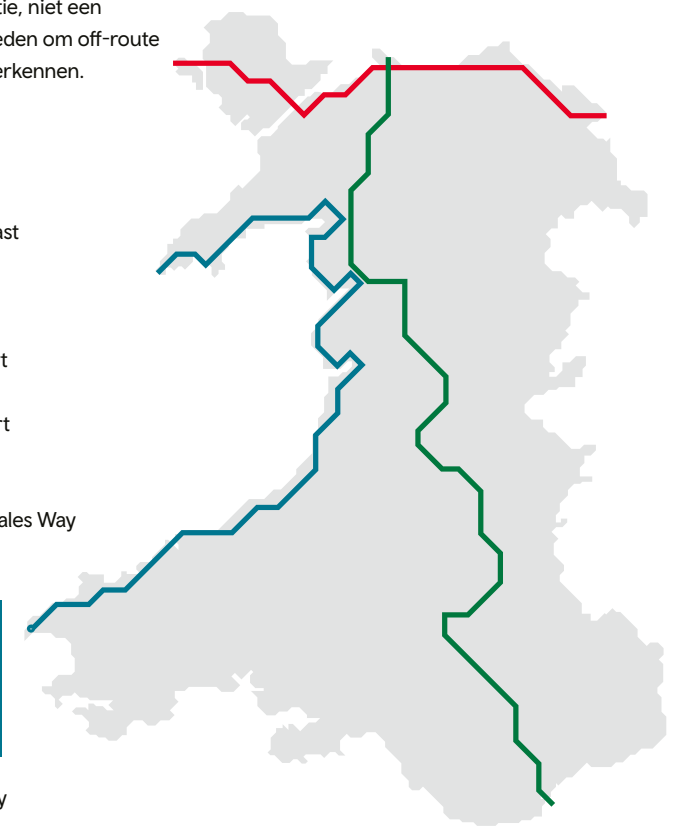 tie, niet een
eden om off-route
erkennen.
ast
t
rt
ales Way
y